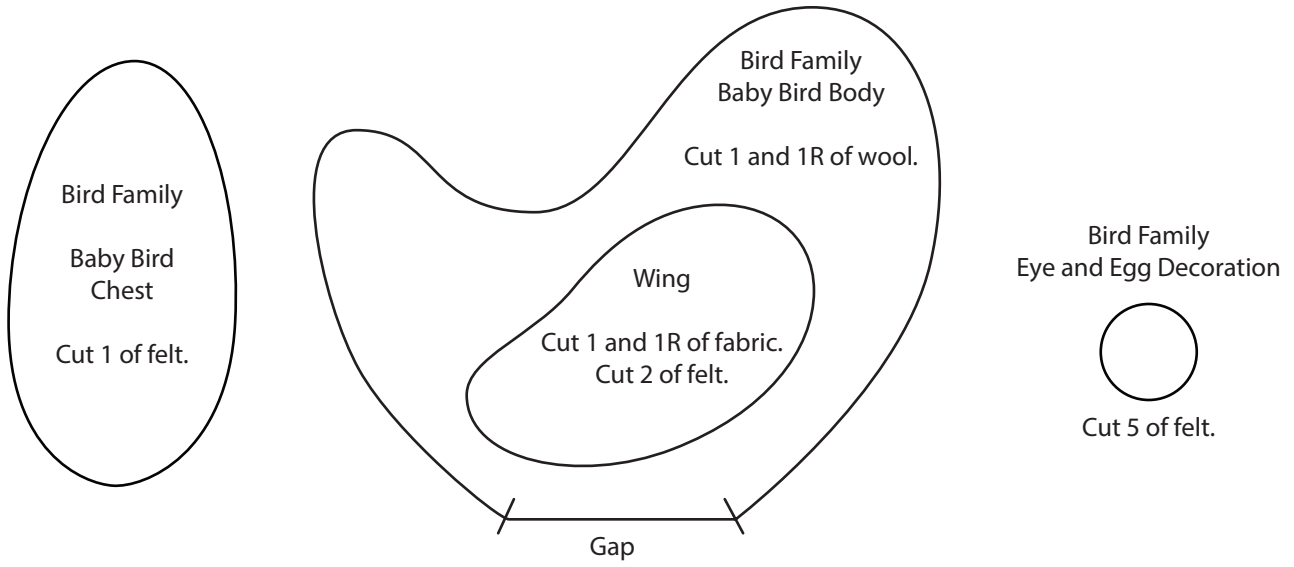 Bird Family
Baby Bird
Chest
Cut 1 of felt.
Bird Family
Baby Bird Body
Cut 1 and 1R of wool.
Wing
Cut 1 and 1R of fabric.
Cut 2 of felt.
Gap
Bird Family
Eye and Egg Decoration
Cut 5 of felt.